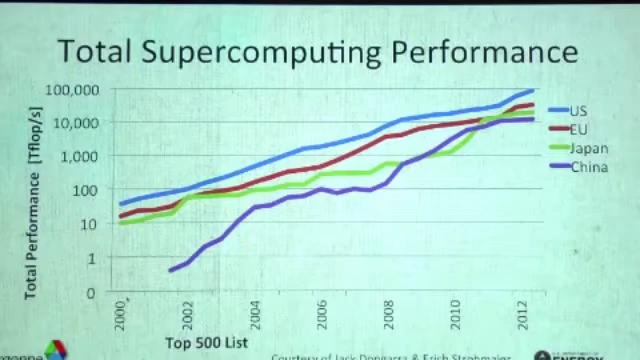 Total Supercomputing Performance
Total Performance [Tflop/s]
100,000
10,000
1,000
100
10
1
0
2000
2002
2004
2006
2008
2010
2012
US
EU
Japan
China
Top 500 List
Courtesy of Jack Dongarra & Erich Strohmaier
ENERGY